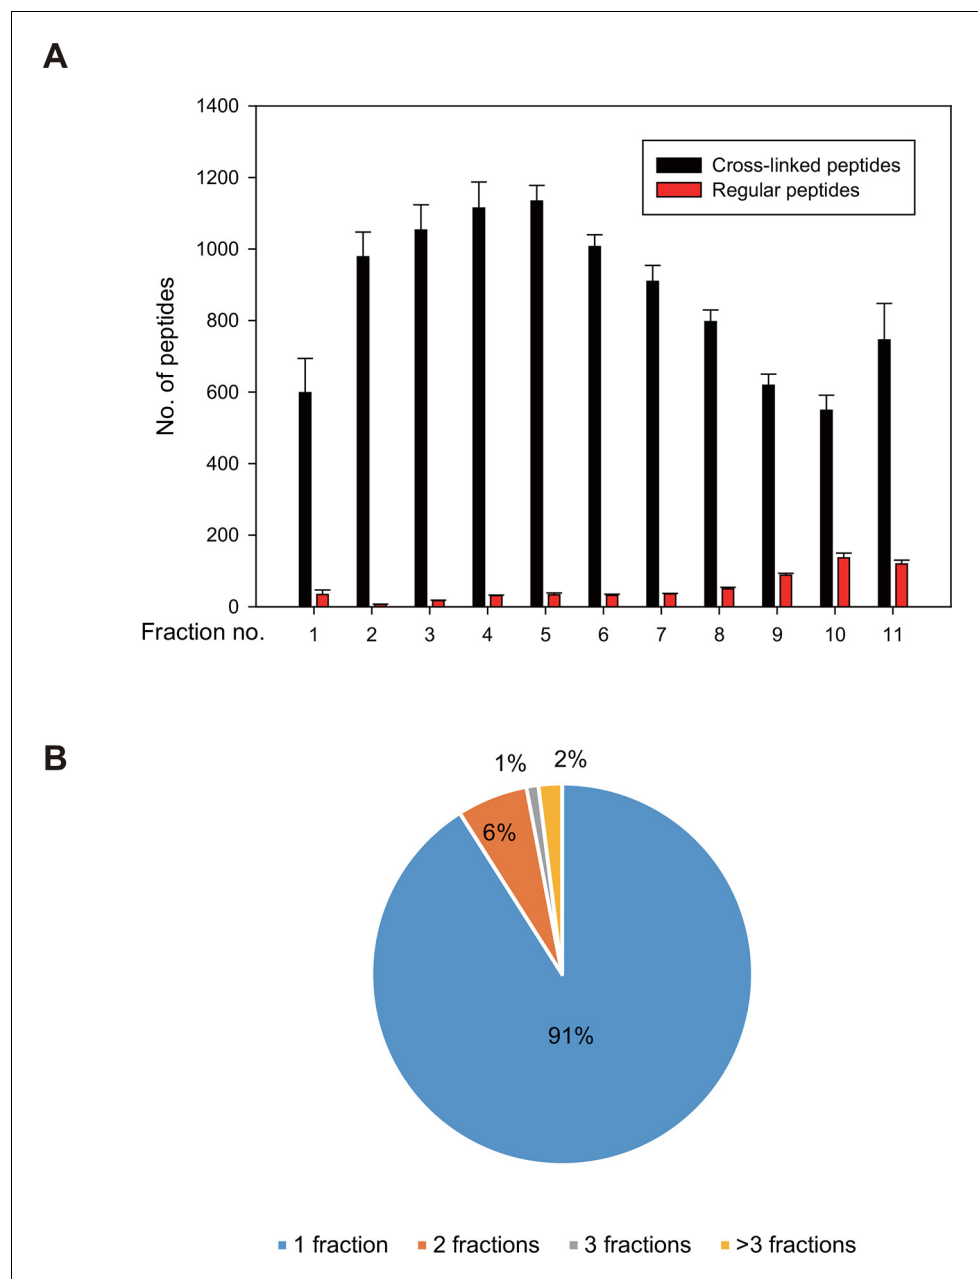 A
1400
1200
1000
800
600
400
200
0
No. of peptides
Cross-linked peptides
Regular peptides
Fraction no. 1 2 3 4 5 6 7 8 9 10 11
B
1% 2%
6%
91%
1 fraction 2 fractions 3 fractions >3 fractions